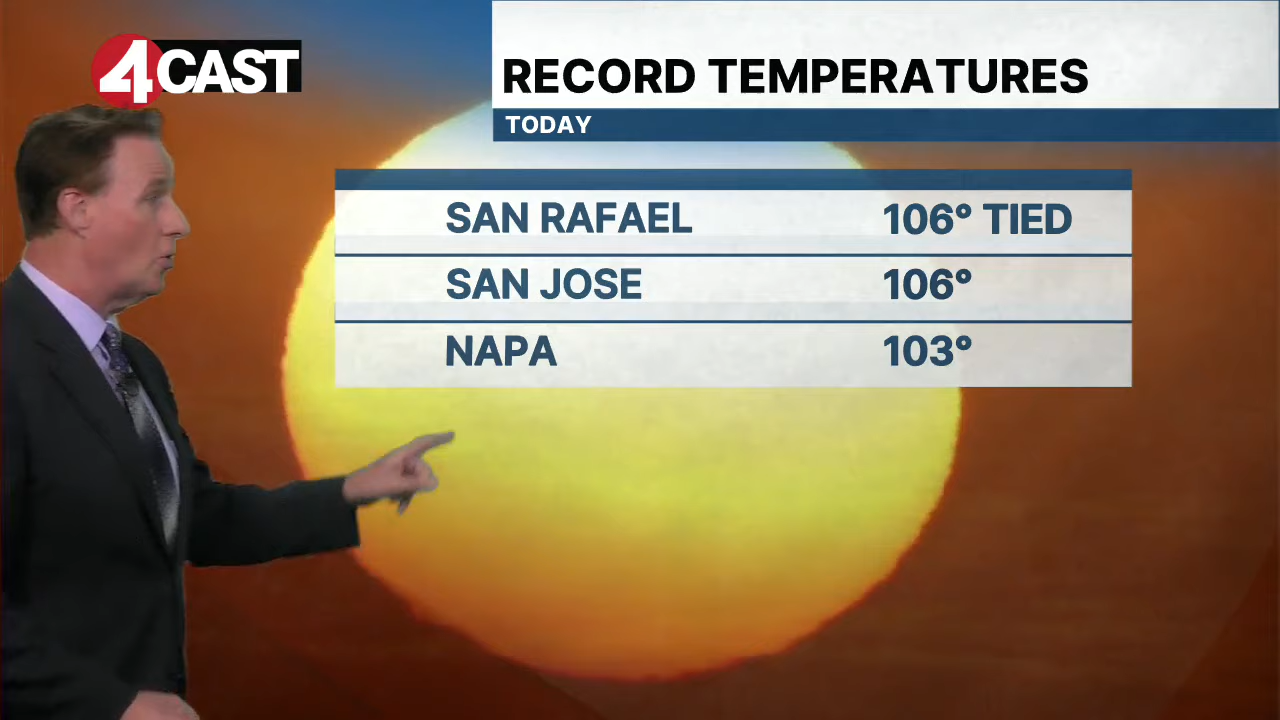 4CAST
RECORD TEMPERATURES
TODAY
SAN RAFAEL 106° TIED
SAN JOSE 106°
NAPA 103°